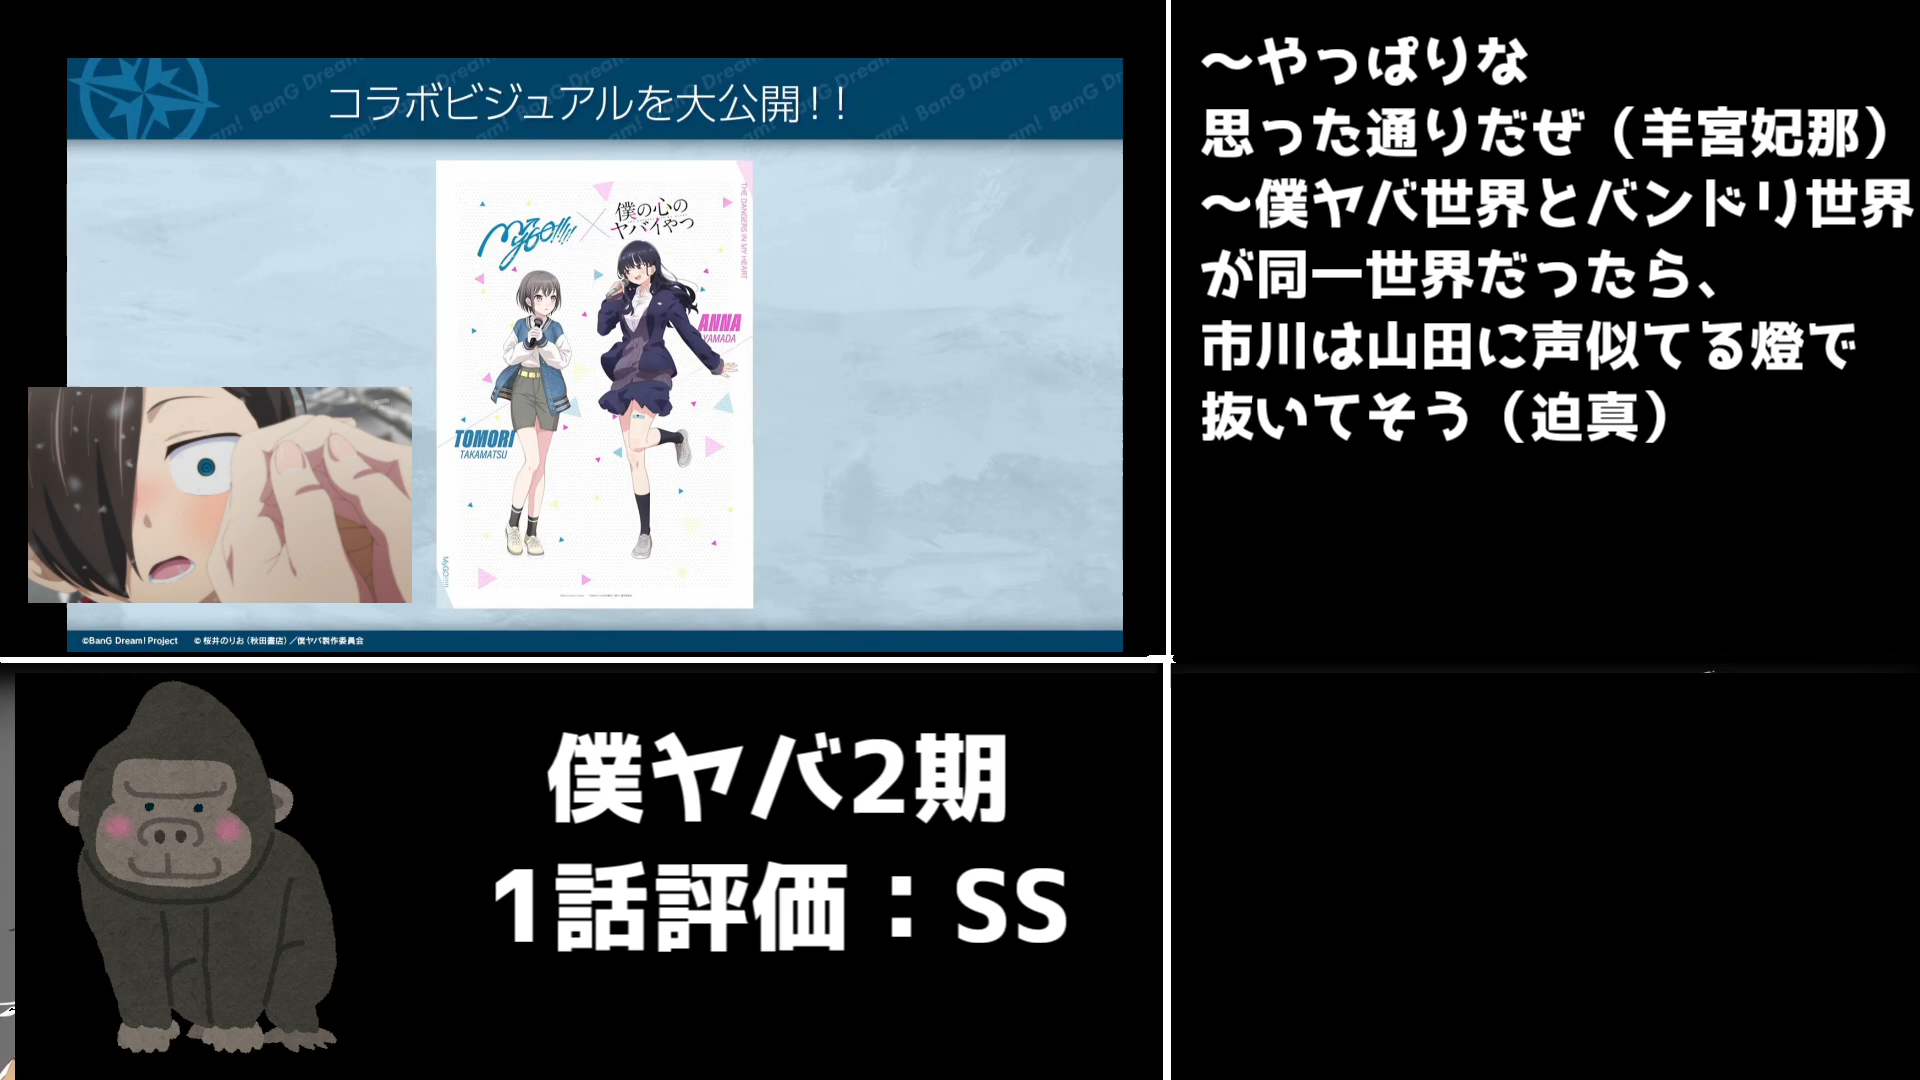 コラボビジュアルを大公開!!
MyGO!!!!!
×
僕の心の
ヤバイやつ
THE DANGERS IN MY HEART
ANNA
YAMADA
TOMORI
TAKAMATSU
MyGO!!!!!
©BanG Dream! Project © 桜井のりお(秋田書店)/僕ヤバ製作委員会
~やっぱりな
思った通りだぜ(羊宮妃那)
~僕ヤバ世界とバンドリ世界
が同一世界だったら、
市川は山田に声似てる燈で
抜いてそう(迫真)
僕ヤバ2期
1話評価：SS